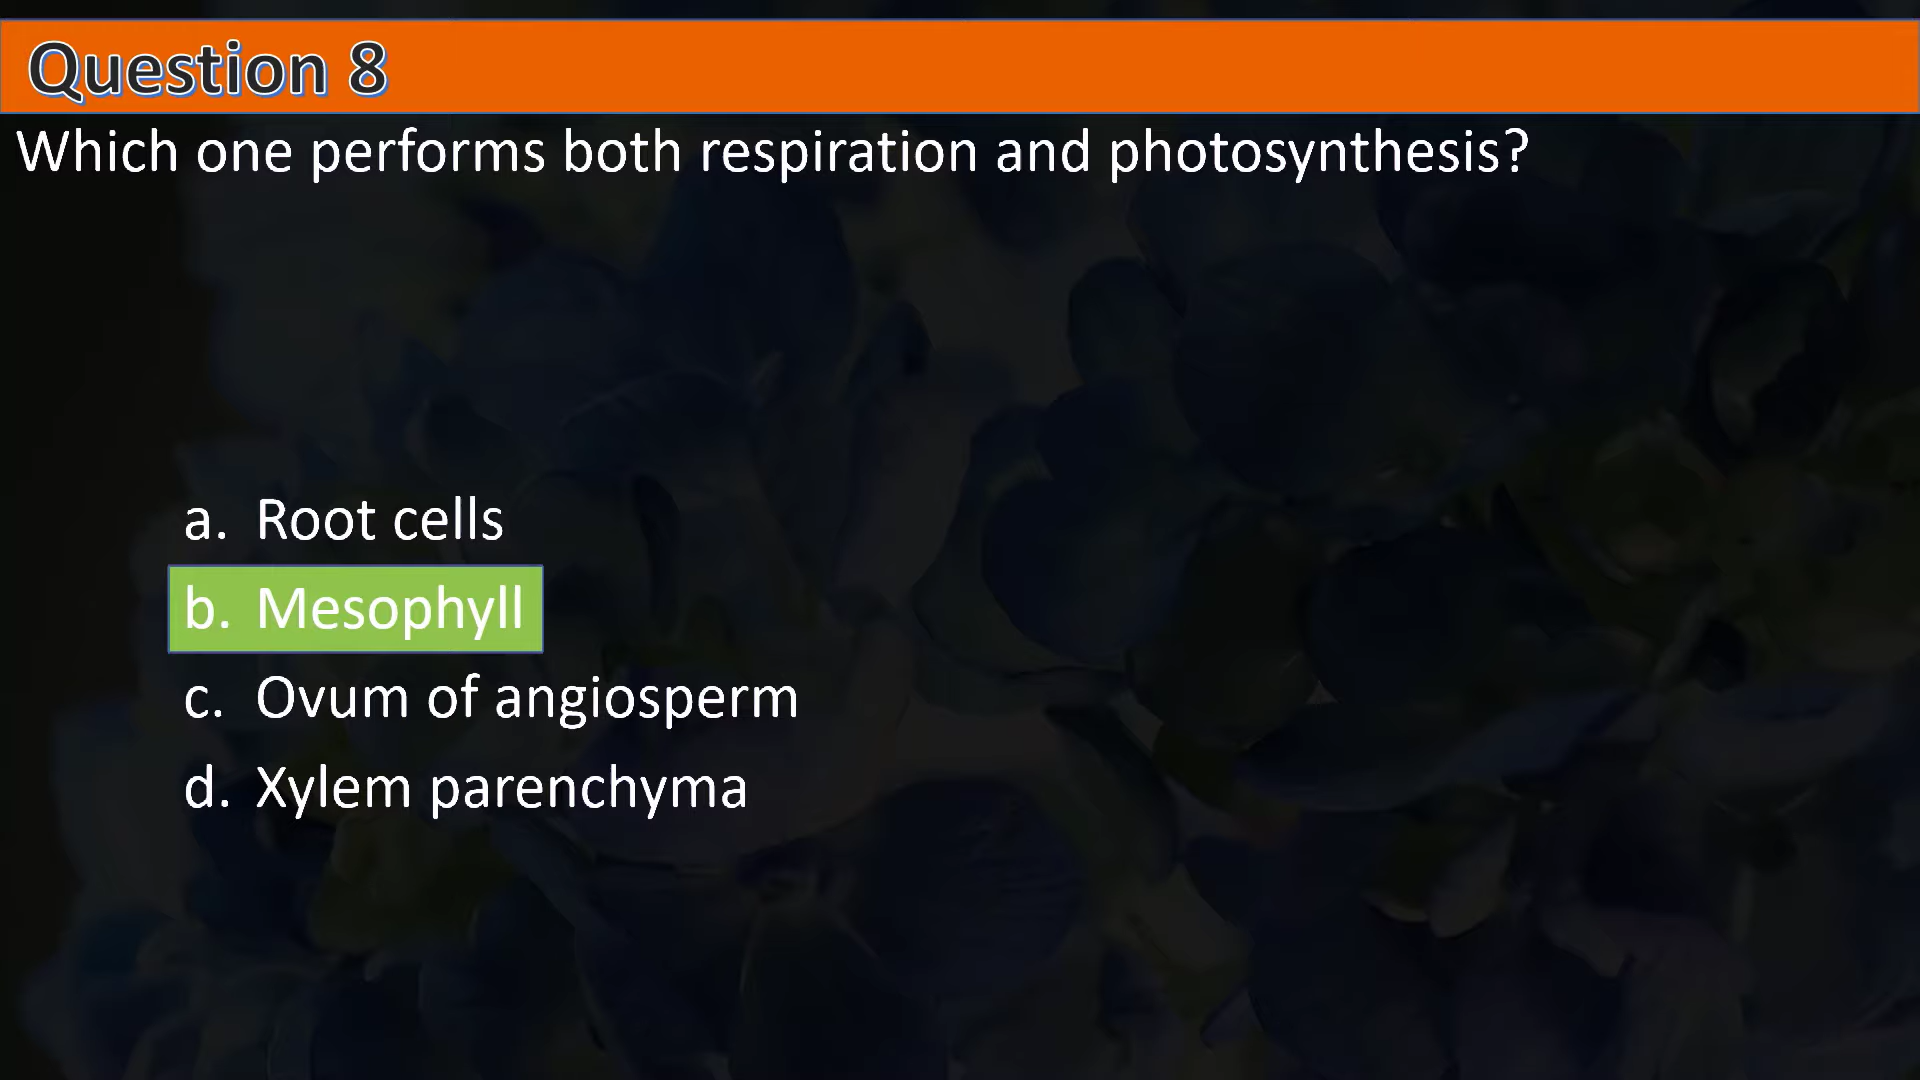 Question 8
Which one performs both respiration and photosynthesis?
a. Root cells
b. Mesophyll
c. Ovum of angiosperm
d. Xylem parenchyma